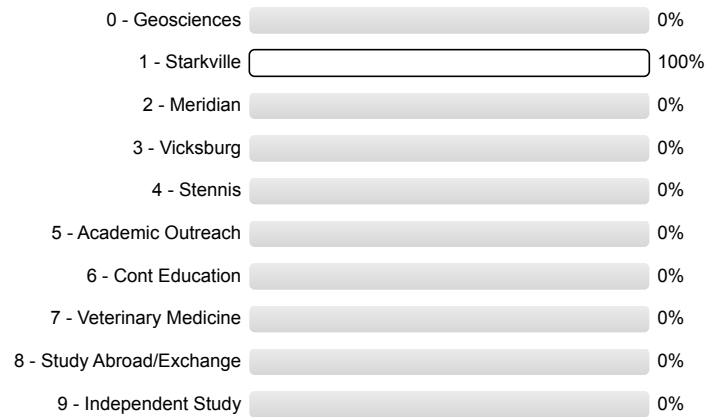 0 - Geosciences 0%
1 - Starkville 100%
2 - Meridian 0%
3 - Vicksburg 0%
4 - Stennis 0%
5 - Academic Outreach 0%
6 - Cont Education 0%
7 - Veterinary Medicine 0%
8 - Study Abroad/Exchange 0%
9 - Independent Study 0%